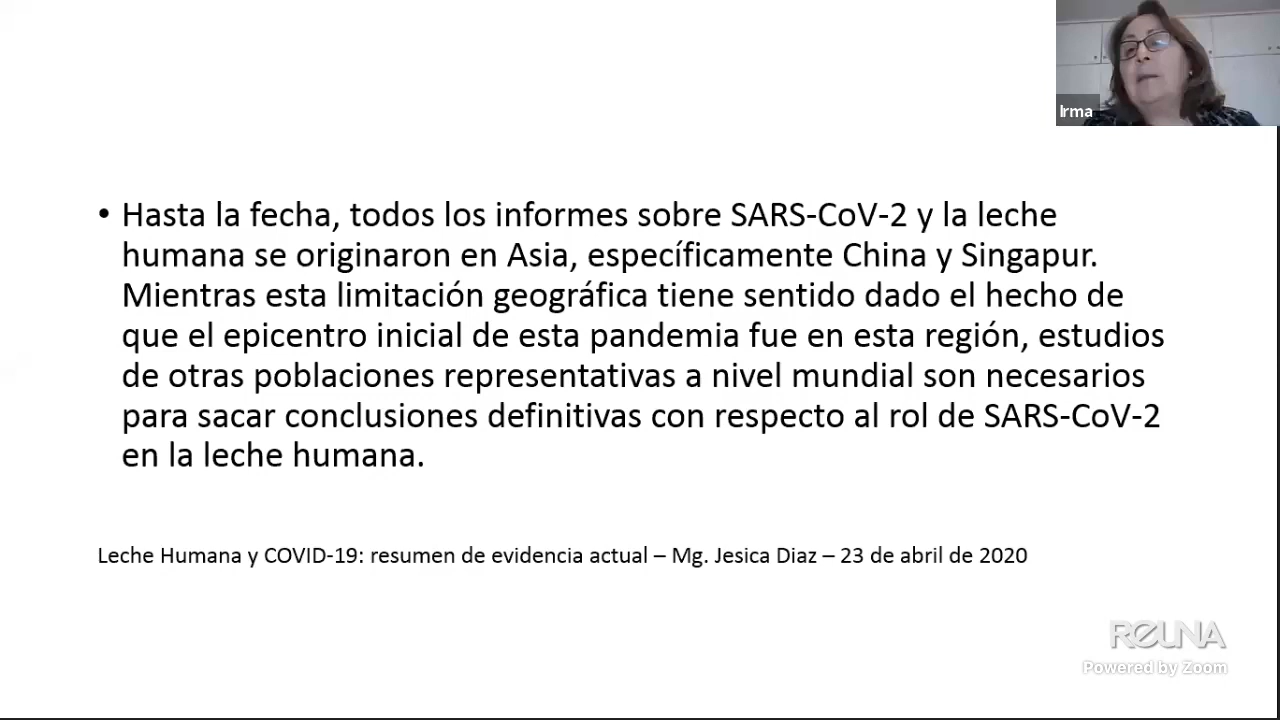 Irma
• Hasta la fecha, todos los informes sobre SARS-CoV-2 y la leche
humana se originaron en Asia, específicamente China y Singapur.
Mientras esta limitación geográfica tiene sentido dado el hecho de
que el epicentro inicial de esta pandemia fue en esta región, estudios
de otras poblaciones representativas a nivel mundial son necesarios
para sacar conclusiones definitivas con respecto al rol de SARS-CoV-2
en la leche humana.
Leche Humana y COVID-19: resumen de evidencia actual – Mg. Jesica Diaz – 23 de abril de 2020
REUNA
Powered by Zoom